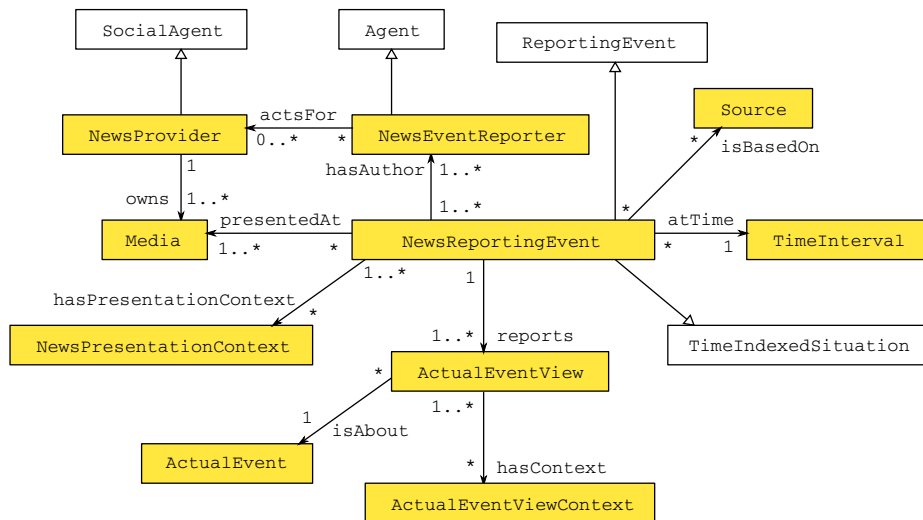 SocialAgent
Agent
ReportingEvent
Source
actsFor
NewsProvider
NewsEventReporter
0..*
*
*
isBasedOn
1
hasAuthor
1..*
owns
1..*
presentedAt
1..*
*
atTime
Media
NewsReportingEvent
TimeInterval
1..*
*
*
1
1..*
1
hasPresentationContext
*
1..*
reports
NewsPresentationContext
TimeIndexedSituation
ActualEventView
*
1
isAbout
1..*
ActualEvent
*
hasContext
ActualEventViewContext